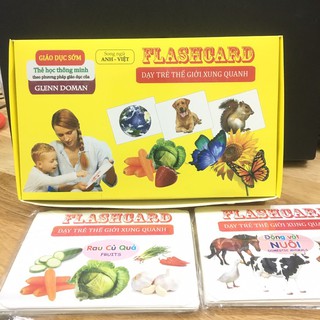 GIÁO DỤC SỚM
Thẻ học thông minh
theo phương pháp giáo dục của
GLENN DOMAN
Song ngữ
ANH - VIỆT
FLASHCARD
DẠY TRẺ THẾ GIỚI XUNG QUANH
FLASHCARD
DẠY TRẺ THẾ GIỚI XUNG QUANH
Rau Củ Quả
FRUITS
FLASHCARD
DẠY TRẺ THẾ GIỚI XUNG QUANH
Động vật
NUÔI